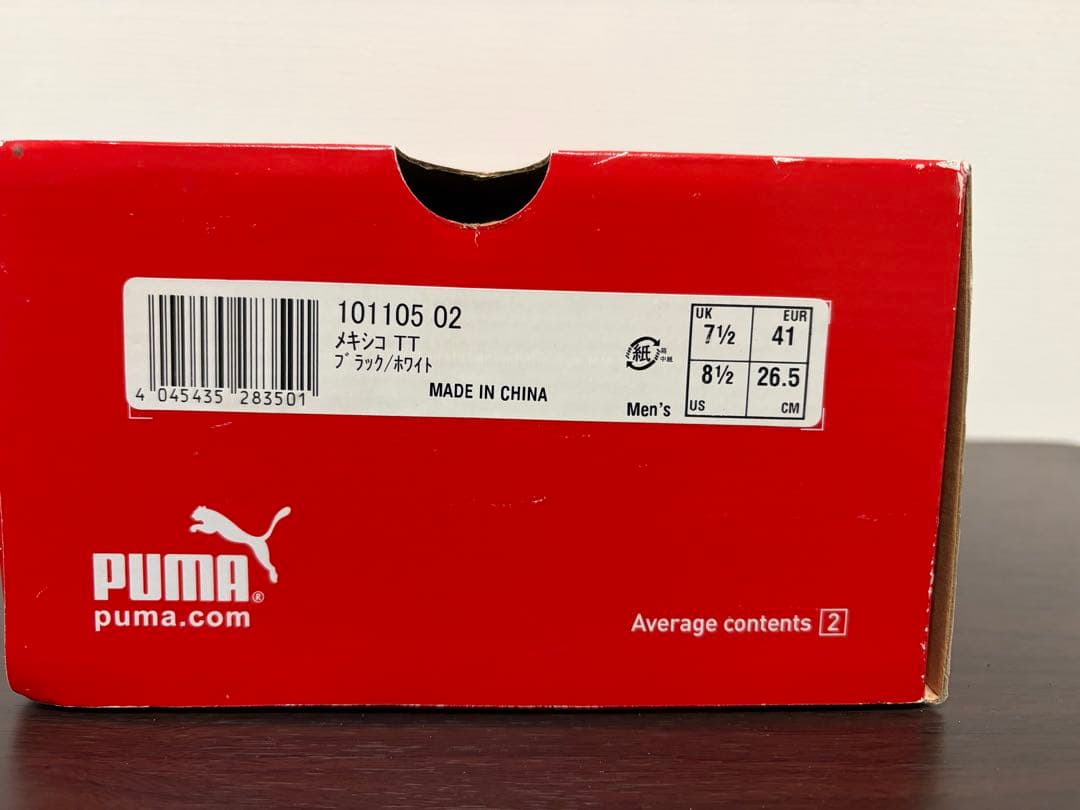 101105 02
メキシコ TT
ブラック/ホワイト
MADE IN CHINA
4 045435 283501
紙
Men's
UK 7½
EUR 41
8½ US
26.5 CM
PUMA®
puma.com
Average contents 2